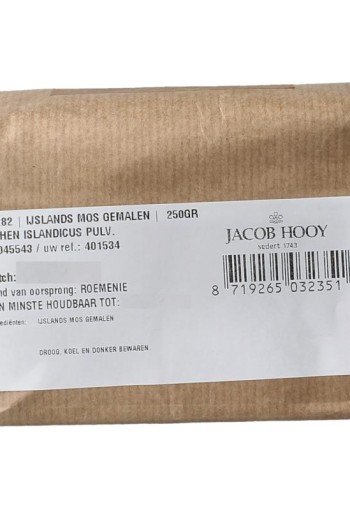 82 | IJSLANDS MOS GEMALEN | 250GR
HEN ISLANDICUS PULV.
045543 / uw ref.: 401534
tch:
nd van oorsprong: ROEMENIE
N MINSTE HOUDBAAR TOT:
rediënten: IJSLANDS MOS GEMALEN
DROOG, KOEL EN DONKER BEWAREN.
JACOB HOOY
sedert 1743
8 719265 032351